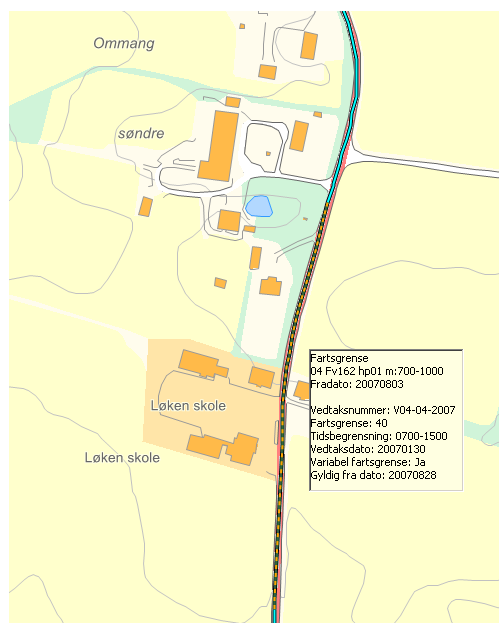 Ommang
søndre
Fartsgrense
04 Fv162 hp01 m:700-1000
Fradato: 20070803
Vedtaksnummer: V04-04-2007
Fartsgrense: 40
Tidsbegrensning: 0700-1500
Vedtaksdato: 20070130
Variabel fartsgrense: Ja
Gyldig fra dato: 20070828
Løken skole
Løken skole